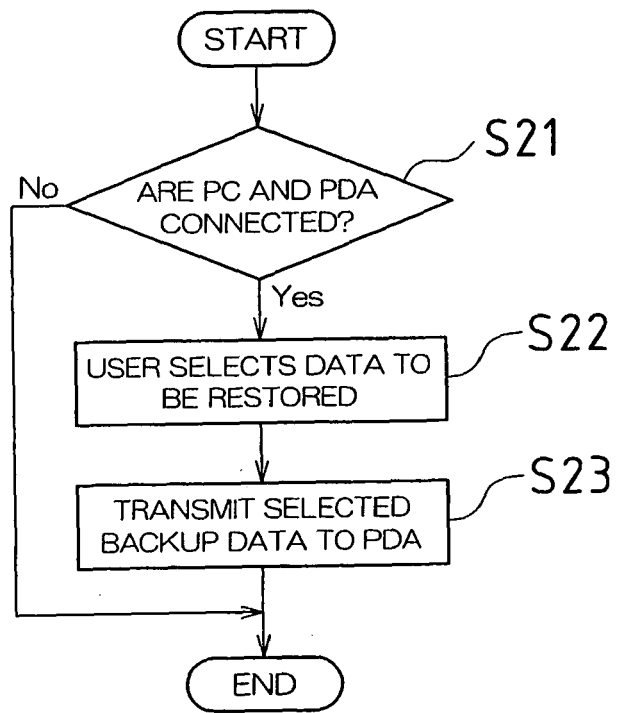 START
S21
No
ARE PC AND PDA
CONNECTED?
Yes
S22
USER SELECTS DATA TO
BE RESTORED
S23
TRANSMIT SELECTED
BACKUP DATA TO PDA
END